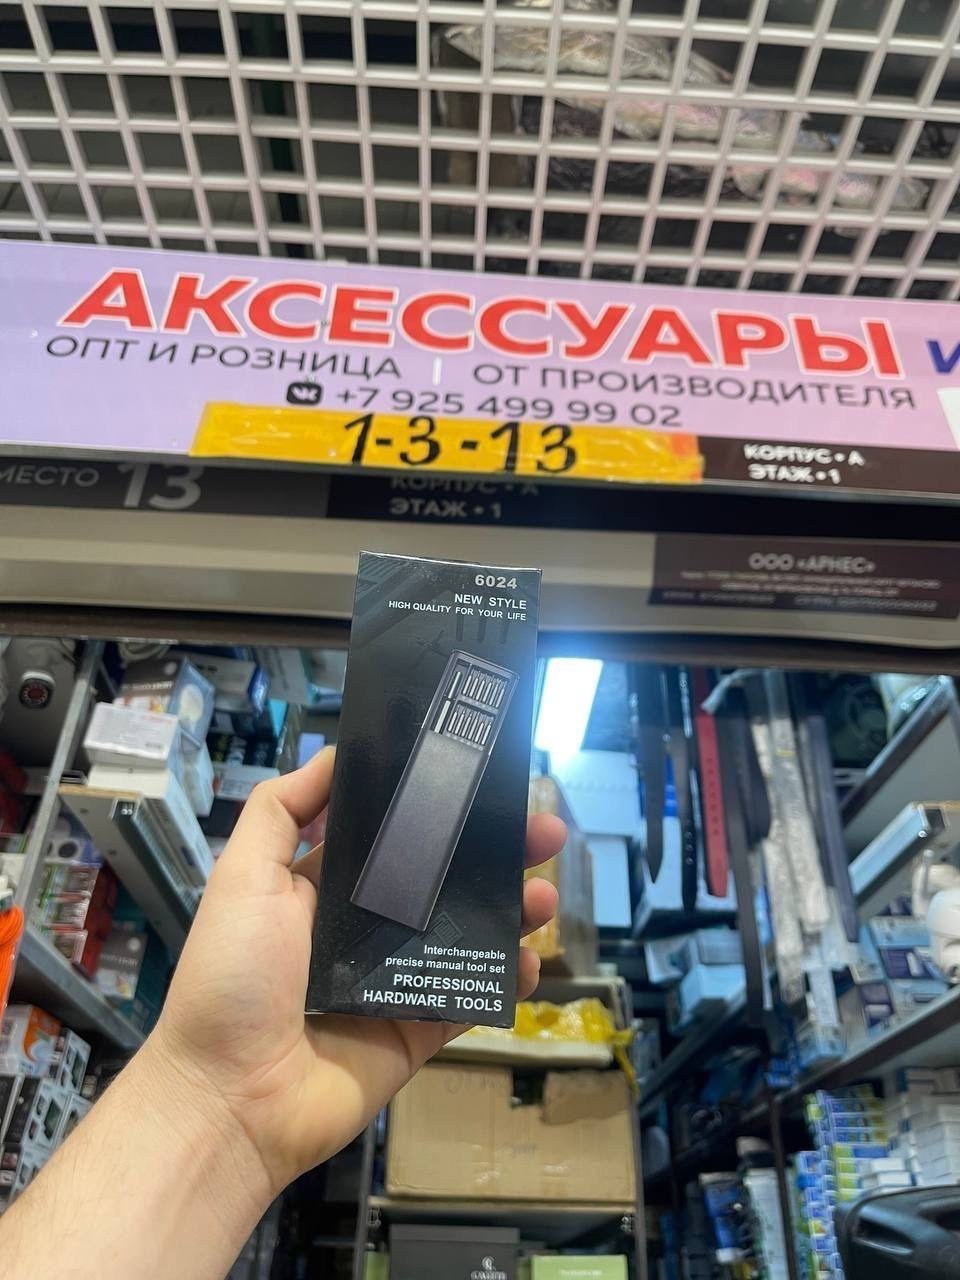 АКСЕССУАРЫ
ОПТ И РОЗНИЦА | ОТ ПРОИЗВОДИТЕЛЯ
+7 925 499 99 02
1-3-13
КОРПУС • А
ЭТАЖ • 1
МЕСТО 13
КОРПУС • А
ЭТАЖ • 1
ООО «АРНЕС»
6024
NEW STYLE
HIGH QUALITY FOR YOUR LIFE
Interchangeable
precise manual tool set
PROFESSIONAL
HARDWARE TOOLS